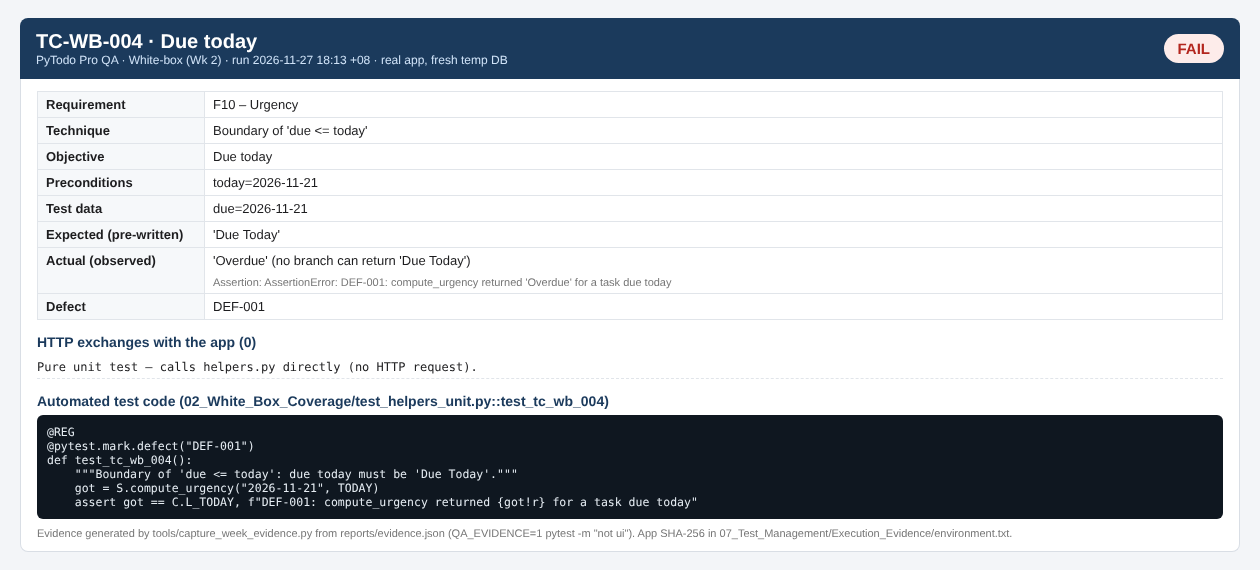 TC-WB-004 · Due today
PyTodo Pro QA · White-box (Wk 2) · run 2026-11-27 18:13 +08 · real app, fresh temp DB
FAIL
Requirement F10 – Urgency
Technique Boundary of 'due <= today'
Objective Due today
Preconditions today=2026-11-21
Test data due=2026-11-21
Expected (pre-written) 'Due Today'
Actual (observed) 'Overdue' (no branch can return 'Due Today')
Assertion: AssertionError: DEF-001: compute_urgency returned 'Overdue' for a task due today
Defect DEF-001
HTTP exchanges with the app (0)
Pure unit test — calls helpers.py directly (no HTTP request).
Automated test code (02_White_Box_Coverage/test_helpers_unit.py::test_tc_wb_004)
@REG
@pytest.mark.defect("DEF-001")
def test_tc_wb_004():
    """Boundary of 'due <= today': due today must be 'Due Today'."""
    got = S.compute_urgency("2026-11-21", TODAY)
    assert got == C.L_TODAY, f"DEF-001: compute_urgency returned {got!r} for a task due today"
Evidence generated by tools/capture_week_evidence.py from reports/evidence.json (QA_EVIDENCE=1 pytest -m "not ui"). App SHA-256 in 07_Test_Management/Execution_Evidence/environment.txt.